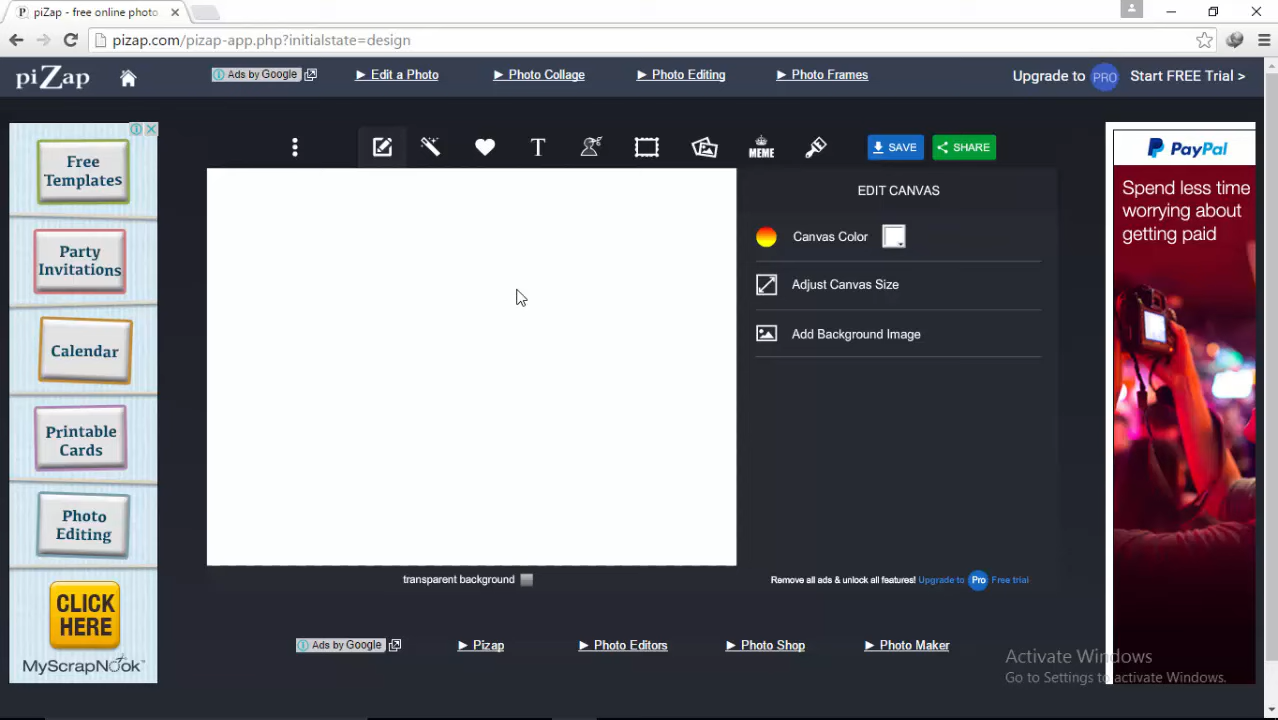 piZap - free online photo
pizap.com/pizap-app.php?initialstate=design
piZap
Ads by Google
► Edit a Photo
► Photo Collage
► Photo Editing
► Photo Frames
Upgrade to PRO Start FREE Trial >
Free
Templates
Party
Invitations
Calendar
Printable
Cards
Photo
Editing
CLICK
HERE
MyScrapNook
T
MEME
SAVE
SHARE
EDIT CANVAS
Canvas Color
Adjust Canvas Size
Add Background Image
transparent background
Remove all ads & unlock all features! Upgrade to Pro Free trial
Ads by Google
► Pizap
► Photo Editors
► Photo Shop
► Photo Maker
PayPal
Spend less time
worrying about
getting paid
Activate Windows
Go to Settings to activate Windows.